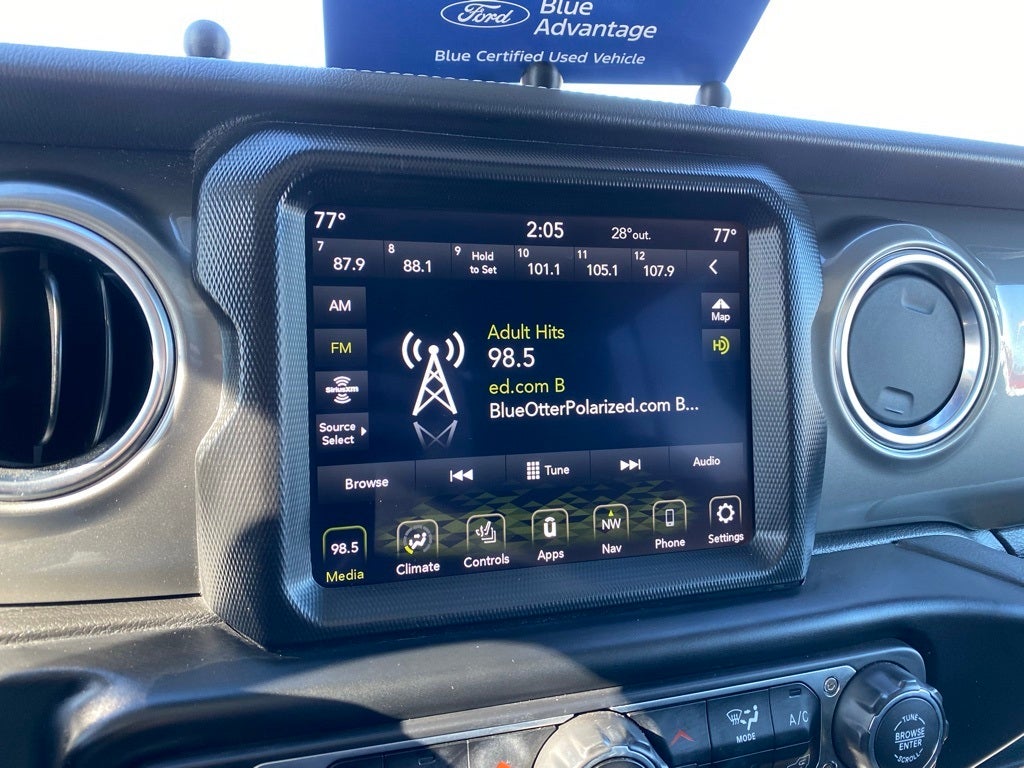 Ford
Blue
Advantage
Blue Certified Used Vehicle
77°
2:05
28°out.
77°
7
87.9
8
88.1
9
Hold
to Set
10
101.1
11
105.1
12
107.9
AM
FM
SiriusXM
Source
Select
Map
HD
Adult Hits
98.5
ed.com B
BlueOtterPolarized.com B...
Browse
Tune
Audio
98.5
Media
Climate
Controls
Apps
NW
Nav
Phone
Settings
MODE
A/C
TUNE
BROWSE
ENTER
SCROLL